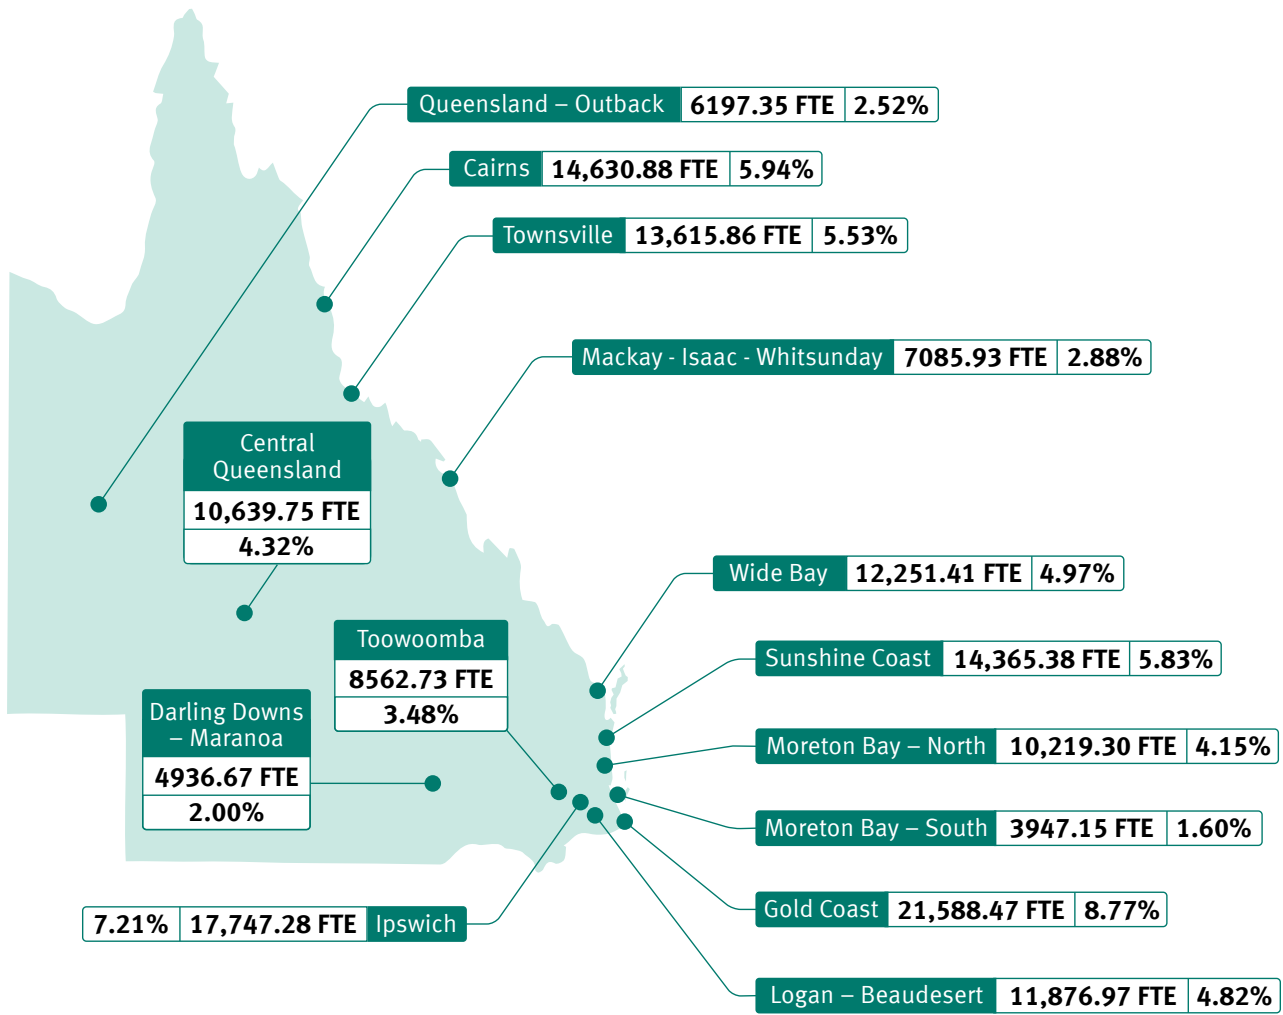 Queensland – Outback 6197.35 FTE 2.52%
Cairns 14,630.88 FTE 5.94%
Townsville 13,615.86 FTE 5.53%
Mackay - Isaac - Whitsunday 7085.93 FTE 2.88%
Central
Queensland
10,639.75 FTE
4.32%
Wide Bay 12,251.41 FTE 4.97%
Toowoomba
8562.73 FTE
3.48%
Sunshine Coast 14,365.38 FTE 5.83%
Darling Downs
– Maranoa
4936.67 FTE
2.00%
Moreton Bay – North 10,219.30 FTE 4.15%
Moreton Bay – South 3947.15 FTE 1.60%
Gold Coast 21,588.47 FTE 8.77%
7.21% 17,747.28 FTE Ipswich
Logan – Beaudesert 11,876.97 FTE 4.82%